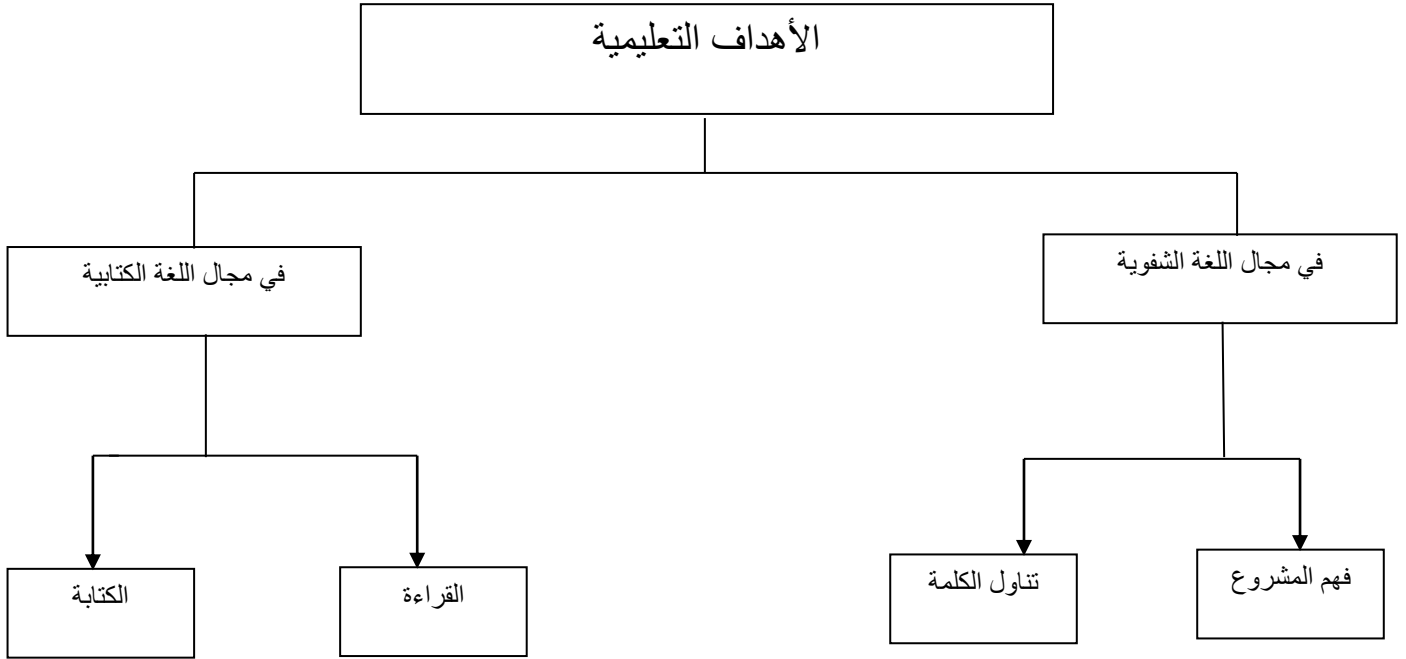 الأهداف التعليمية
في مجال اللغة الشفوية
في مجال اللغة الكتابية
فهم المشروع
تناول الكلمة
القراءة
الكتابة